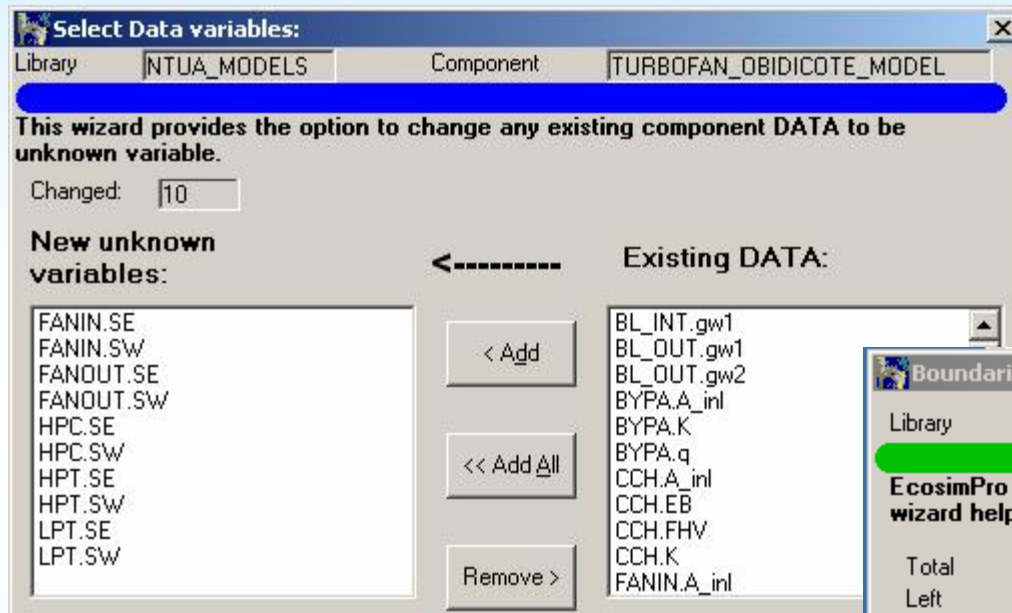 Select Data variables:
Library NTUA_MODELS Component TURBOFAN_OBIDICOTE_MODEL
This wizard provides the option to change any existing component DATA to be
unknown variable.
Changed: 10
New unknown
variables:
<---------
Existing DATA:
FANIN.SE
FANIN.SW
FANOUT.SE
FANOUT.SW
HPC.SE
HPC.SW
HPT.SE
HPT.SW
LPT.SE
LPT.SW
< Add
<< Add All
Remove >
BL_INT.gw1
BL_OUT.gw1
BL_OUT.gw2
BYPA.A_inl
BYPA.K
BYPA.q
CCH.A_inl
CCH.EB
CCH.FHV
CCH.K
FANIN.A_inl
Boundari
Library
EcosimPro
wizard help
Total
Left